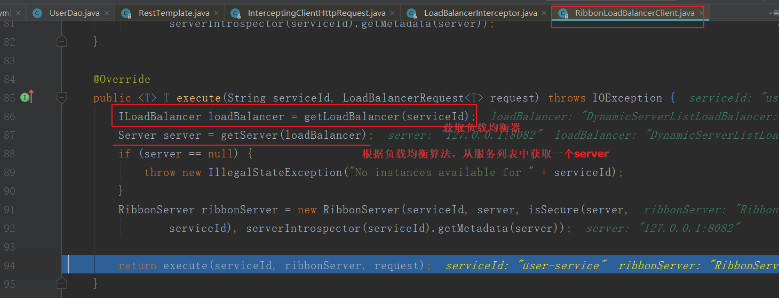 UserDao.java × RestTemplate.java × InterceptingClientHttpRequest.java × LoadBalancerInterceptor.java × RibbonLoadBalancerClient.java ×
serverIntrospector(serviceId).getMetadata(server));
82 }
83
84 @Override
85 public <T> T execute(String serviceId, LoadBalancerRequest<T> request) throws IOException { serviceId: "us
86 ILoadBalancer loadBalancer = getLoadBalancer(serviceId); loadBalancer: "DynamicServerListLoadBalancer:
获取负载均衡器
87 Server server = getServer(loadBalancer); server: "127.0.0.1:8082" loadBalancer: "DynamicServerListLoa
88 if (server == null) { 根据负载均衡算法，从服务列表中获取一个server
89 throw new IllegalStateException("No instances available for " + serviceId);
90 }
91 RibbonServer ribbonServer = new RibbonServer(serviceId, server, isSecure(server, ribbonServer: "Ribbon
92 serviceId), serverIntrospector(serviceId).getMetadata(server)); server: "127.0.0.1:8082"
93
94 return execute(serviceId, ribbonServer, request); serviceId: "user-service" ribbonServer: "RibbonServ
95 }